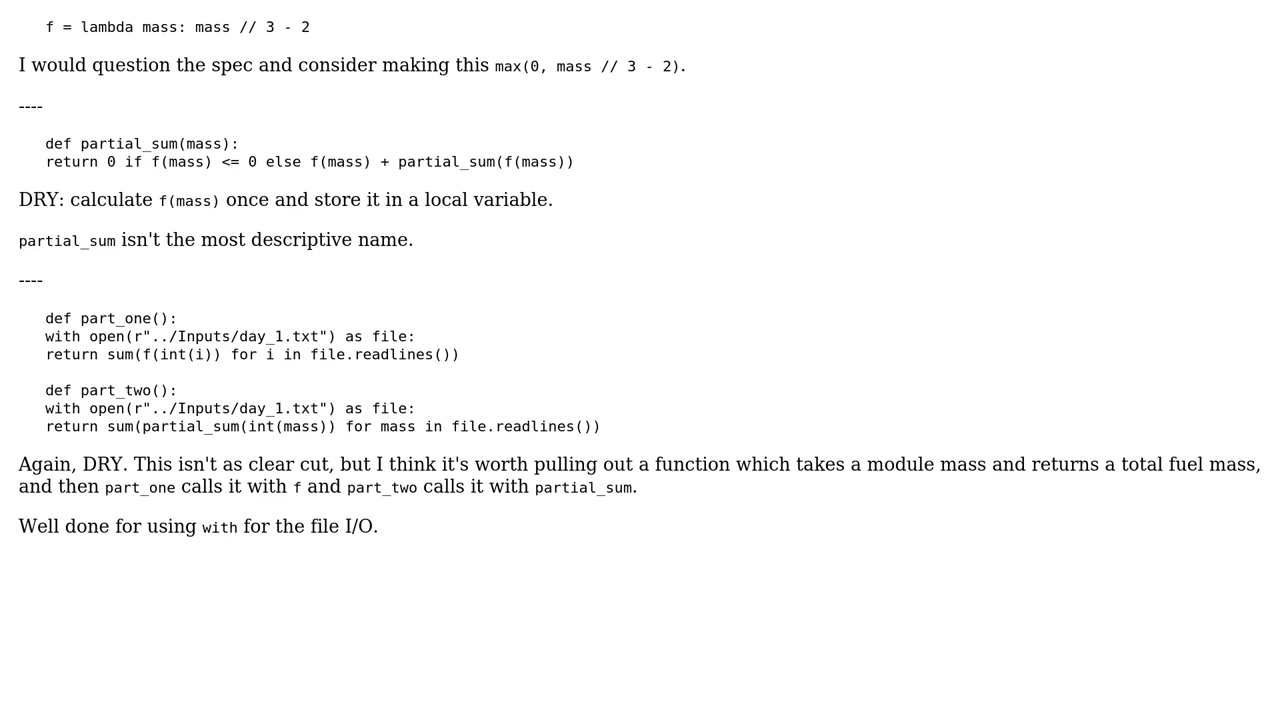 f = lambda mass: mass // 3 - 2
I would question the spec and consider making this max(0, mass // 3 - 2).
----
def partial_sum(mass):
return 0 if f(mass) <= 0 else f(mass) + partial_sum(f(mass))
DRY: calculate f(mass) once and store it in a local variable.
partial_sum isn't the most descriptive name.
----
def part_one():
with open(r"../Inputs/day_1.txt") as file:
return sum(f(int(i)) for i in file.readlines())
def part_two():
with open(r"../Inputs/day_1.txt") as file:
return sum(partial_sum(int(mass)) for mass in file.readlines())
Again, DRY. This isn't as clear cut, but I think it's worth pulling out a function which takes a module mass and returns a total fuel mass,
and then part_one calls it with f and part_two calls it with partial_sum.
Well done for using with for the file I/O.